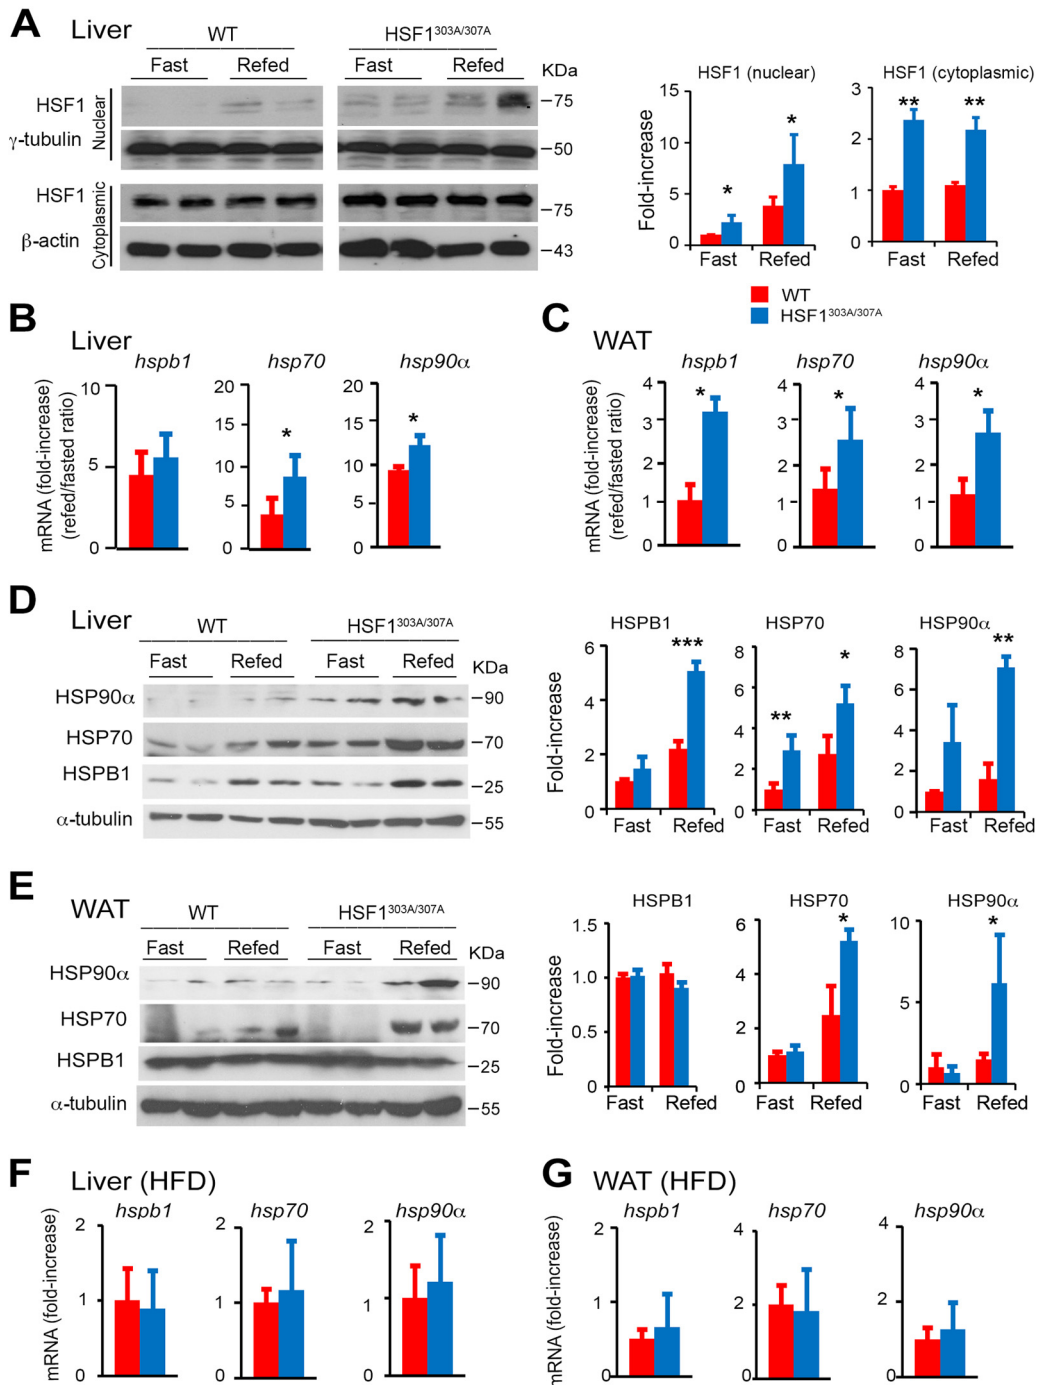 A Liver
WT HSF1303A/307A
Fast Refed Fast Refed KDa
HSF1
γ-tubulin
Nuclear
–75
–50
HSF1
β-actin
Cytoplasmic
–75
–43
HSF1 (nuclear)
Fold-increase
15
10
5
0
*
*
Fast Refed
HSF1 (cytoplasmic)
3
2
1
0
**
**
Fast Refed
WT
HSF1303A/307A
B Liver
mRNA (fold-increase)
(refed/fasted ratio)
hspb1
10
5
0
hsp70
20
15
10
5
0
*
hsp90α
20
15
10
5
0
*
C WAT
mRNA (fold-increase)
(refed/fasted ratio)
hspb1
4
3
2
1
0
*
hsp70
4
3
2
1
0
*
hsp90α
4
3
2
1
0
*
D Liver
WT HSF1303A/307A
Fast Refed Fast Refed KDa
HSP90α –90
HSP70 –70
HSPB1 –25
α-tubulin –55
Fold-increase
HSPB1
6
4
2
0
***
Fast Refed
HSP70
8
6
4
2
0
**
*
Fast Refed
HSP90α
8
6
4
2
0
**
Fast Refed
E WAT
WT HSF1303A/307A
Fast Refed Fast Refed KDa
HSP90α –90
HSP70 –70
HSPB1 –25
α-tubulin –55
Fold-increase
HSPB1
1.5
1.0
0.5
0
Fast Refed
HSP70
6
4
2
0
*
Fast Refed
HSP90α
10
5
0
*
Fast Refed
F Liver (HFD)
mRNA (fold-increase)
hspb1
2
1
0
hsp70
2
1
0
hsp90α
2
1
0
G WAT (HFD)
mRNA (fold-increase)
hspb1
2
1
0
hsp70
4
2
0
hsp90α
4
2
0